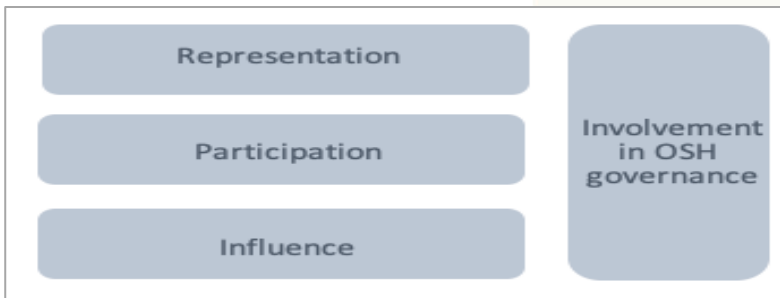 Representation
Participation
Influence
Involvement
in OSH
governance